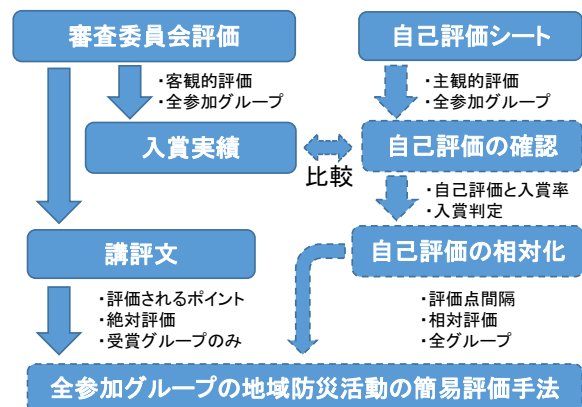 審査委員会評価
自己評価シート
・客観的評価
・全参加グループ
・主観的評価
・全参加グループ
入賞実績
比較
自己評価の確認
・自己評価と入賞率
・入賞判定
講評文
自己評価の相対化
・評価されるポイント
・絶対評価
・受賞グループのみ
・評価点間隔
・相対評価
・全グループ
全参加グループの地域防災活動の簡易評価手法